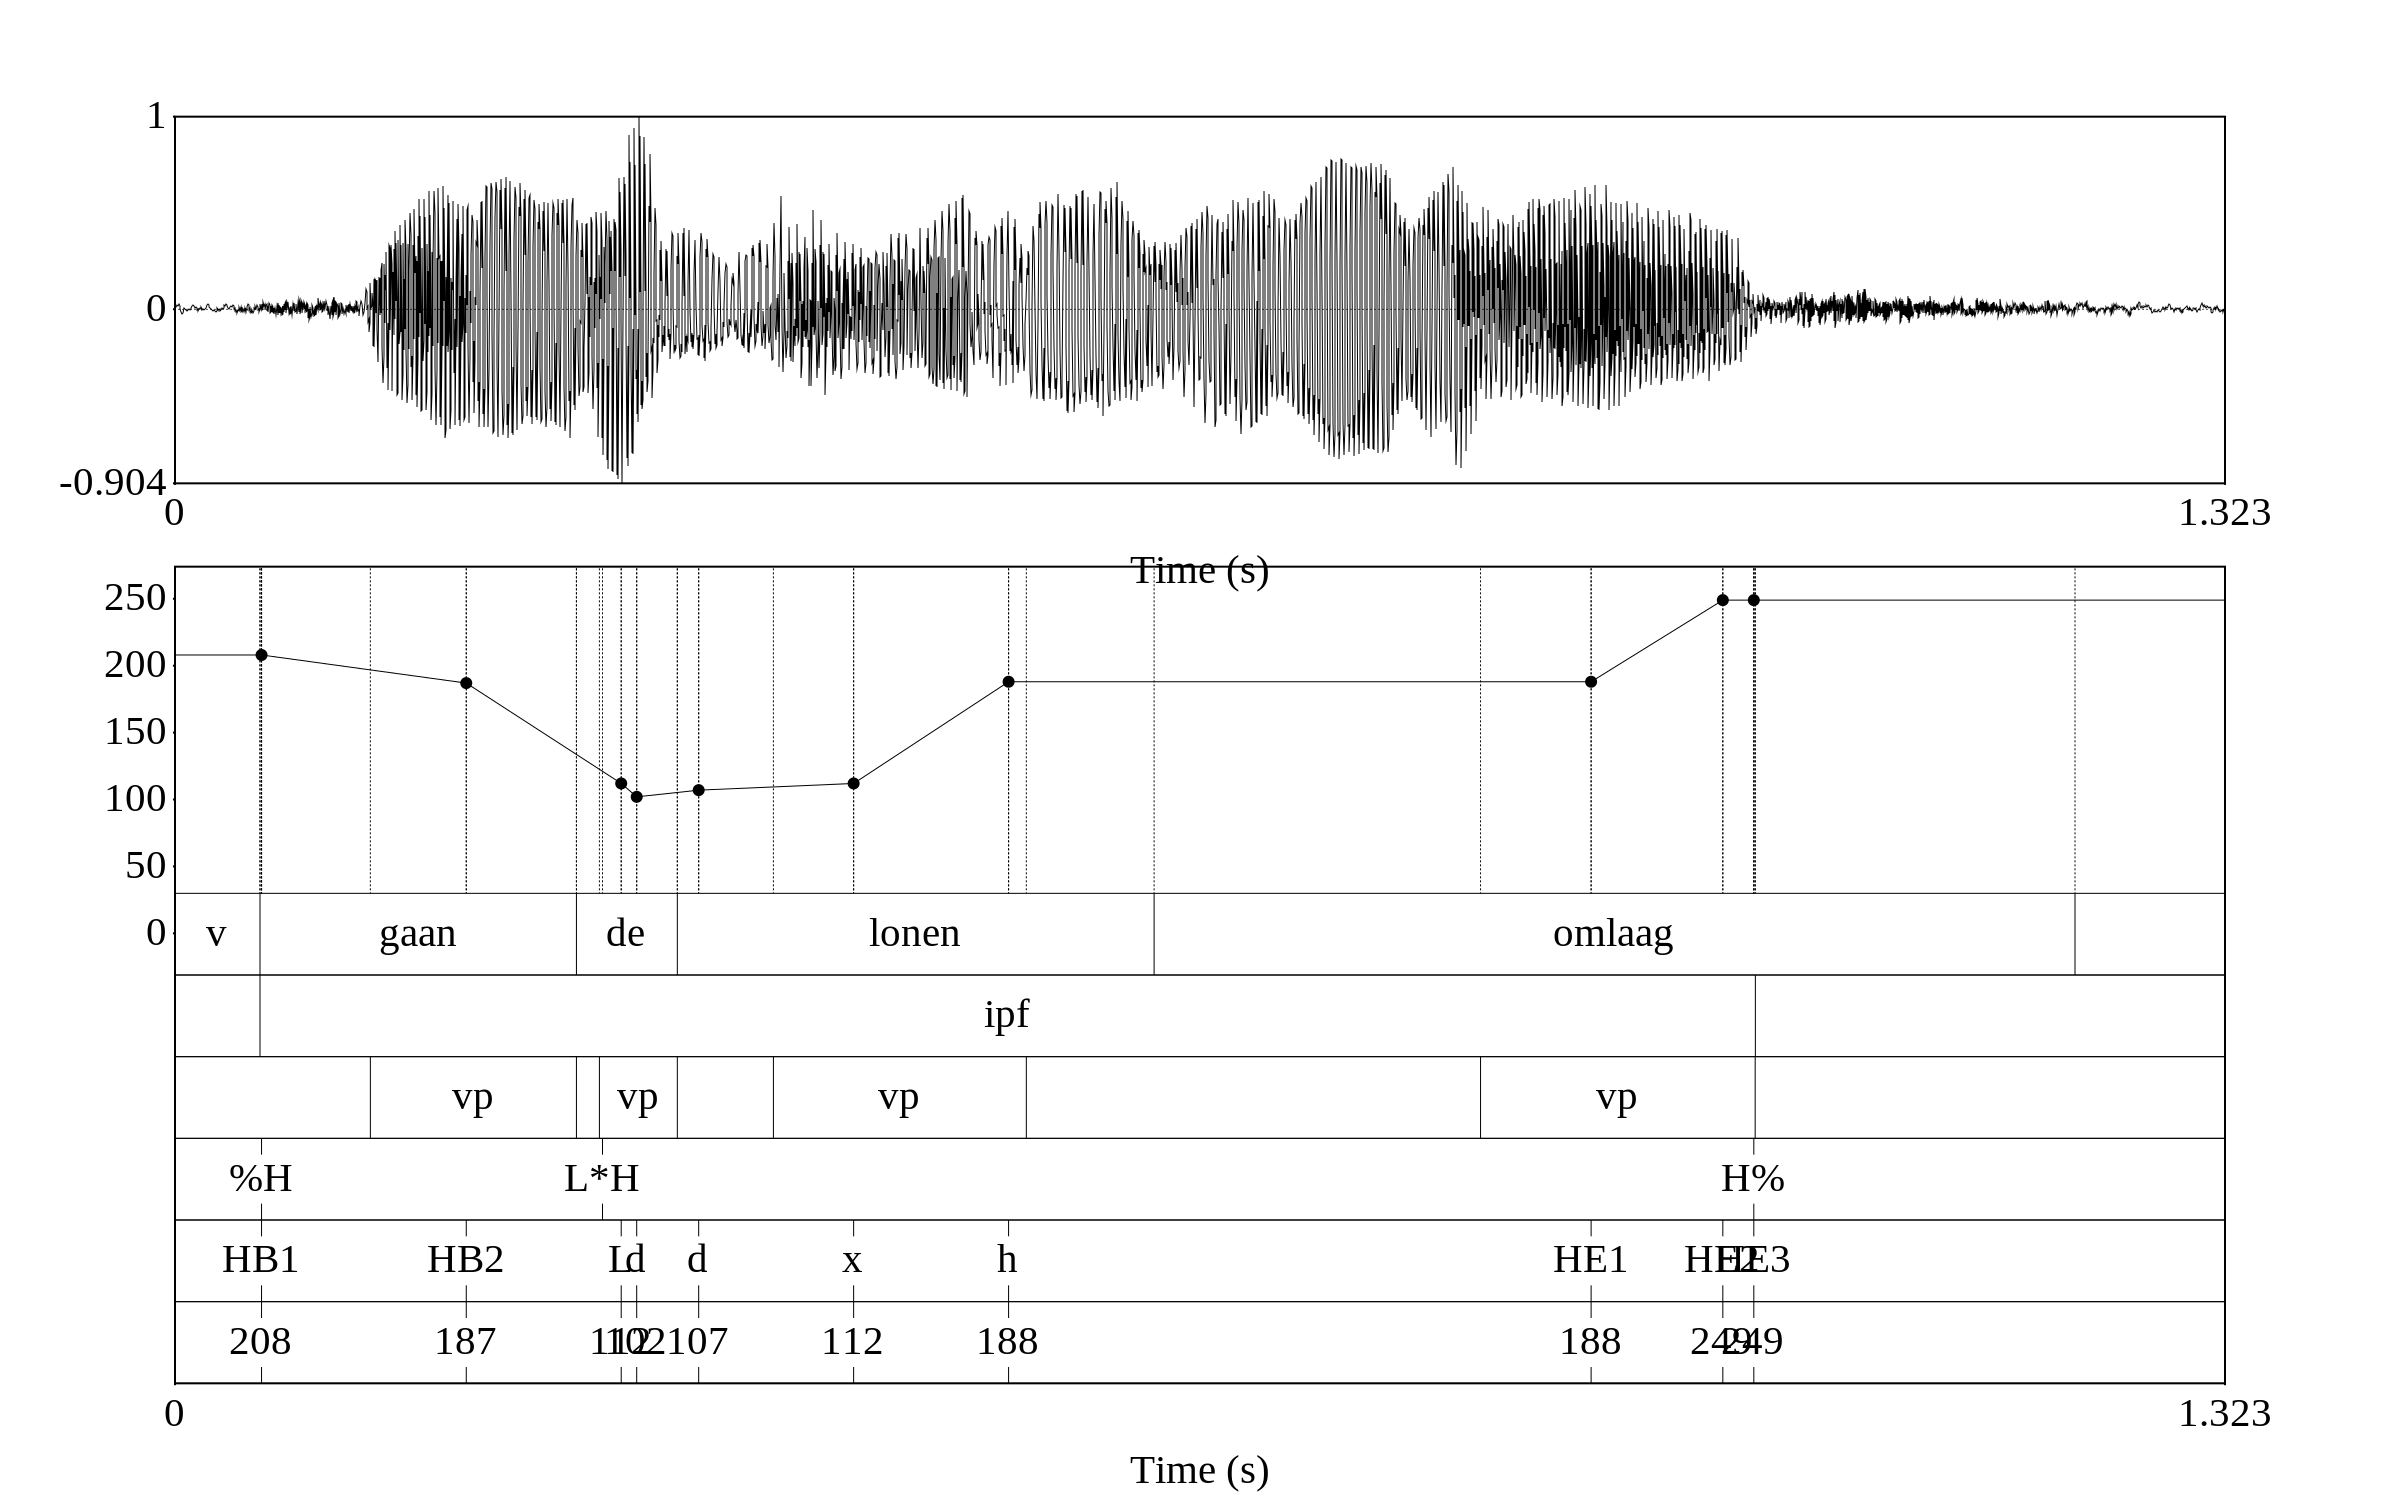 1
0
-0.904
0 1.323
Time (s)
250
200
150
100
50
0 v gaan de lonen omlaag
ipf
vp vp vp vp
%H L*H H%
HB1 HB2 L d d x h HE1 HE2 HE3
208 187 112 102 107 112 188 188 249 249
0 1.323
Time (s)